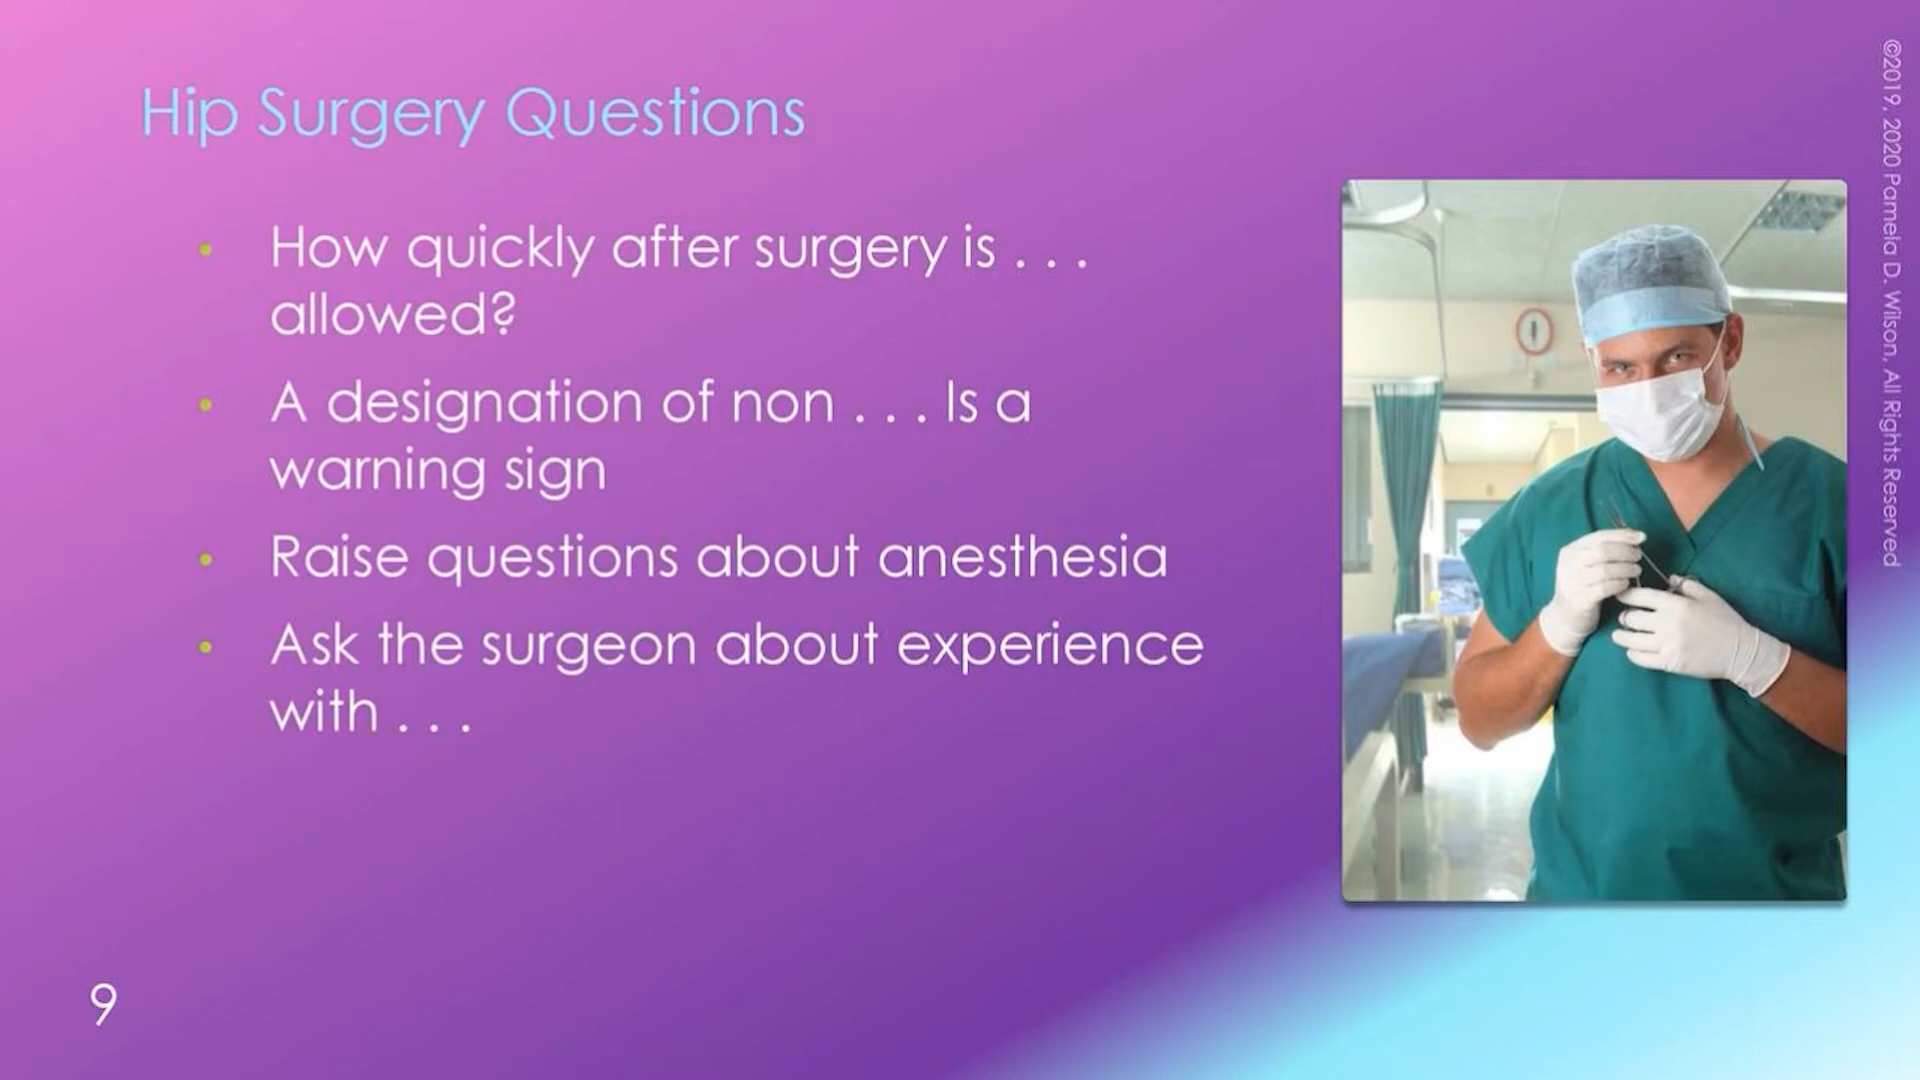 Hip Surgery Questions
How quickly after surgery is . . .
allowed?
A designation of non . . . Is a
warning sign
Raise questions about anesthesia
Ask the surgeon about experience
with . . .
9
©2019, 2020 Pamela D. Wilson, All Rights Reserved